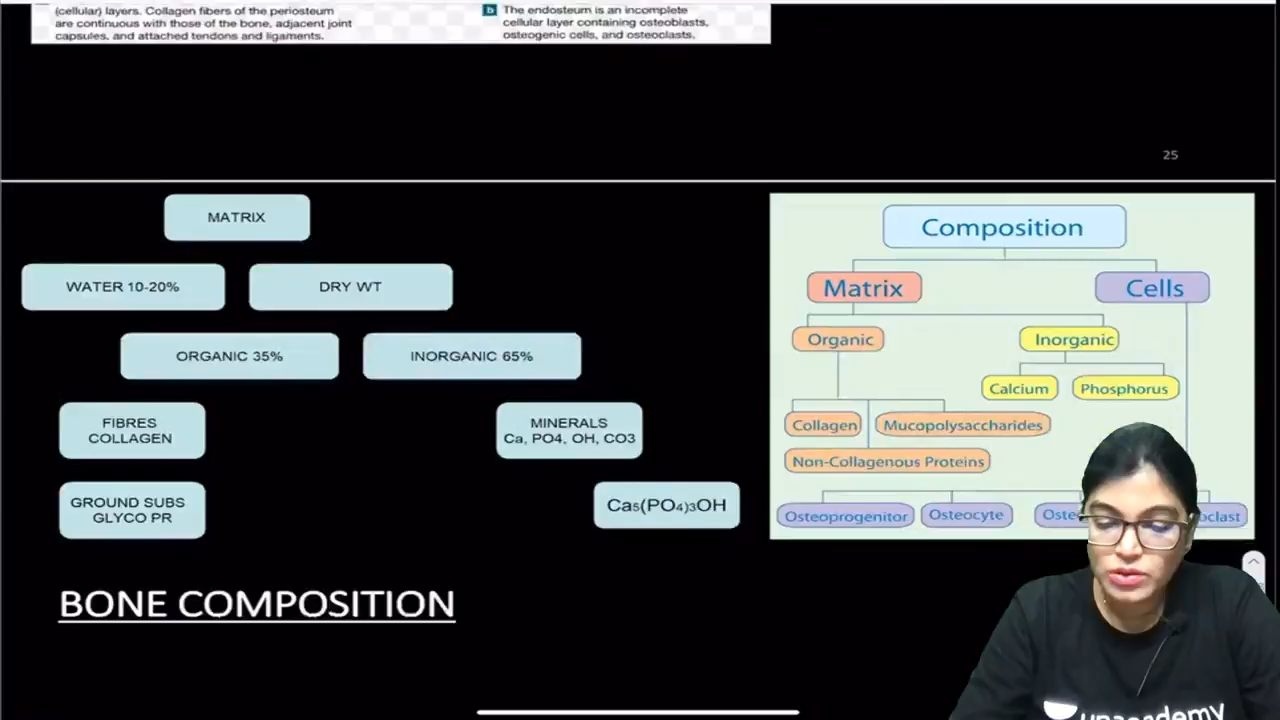 (cellular) layers. Collagen fibers of the periosteum
are continuous with those of the bone, adjacent joint
capsules, and attached tendons and ligaments.
b The endosteum is an incomplete
cellular layer containing osteoblasts,
osteogenic cells, and osteoclasts.
25
MATRIX
WATER 10-20%
DRY WT
ORGANIC 35%
INORGANIC 65%
FIBRES
COLLAGEN
MINERALS
Ca, PO4, OH, CO3
GROUND SUBS
GLYCO PR
Ca5(PO4)3OH
BONE COMPOSITION
Composition
Matrix
Cells
Organic
Inorganic
Calcium
Phosphorus
Collagen
Mucopolysaccharides
Non-Collagenous Proteins
Osteoprogenitor
Osteocyte
unacademy